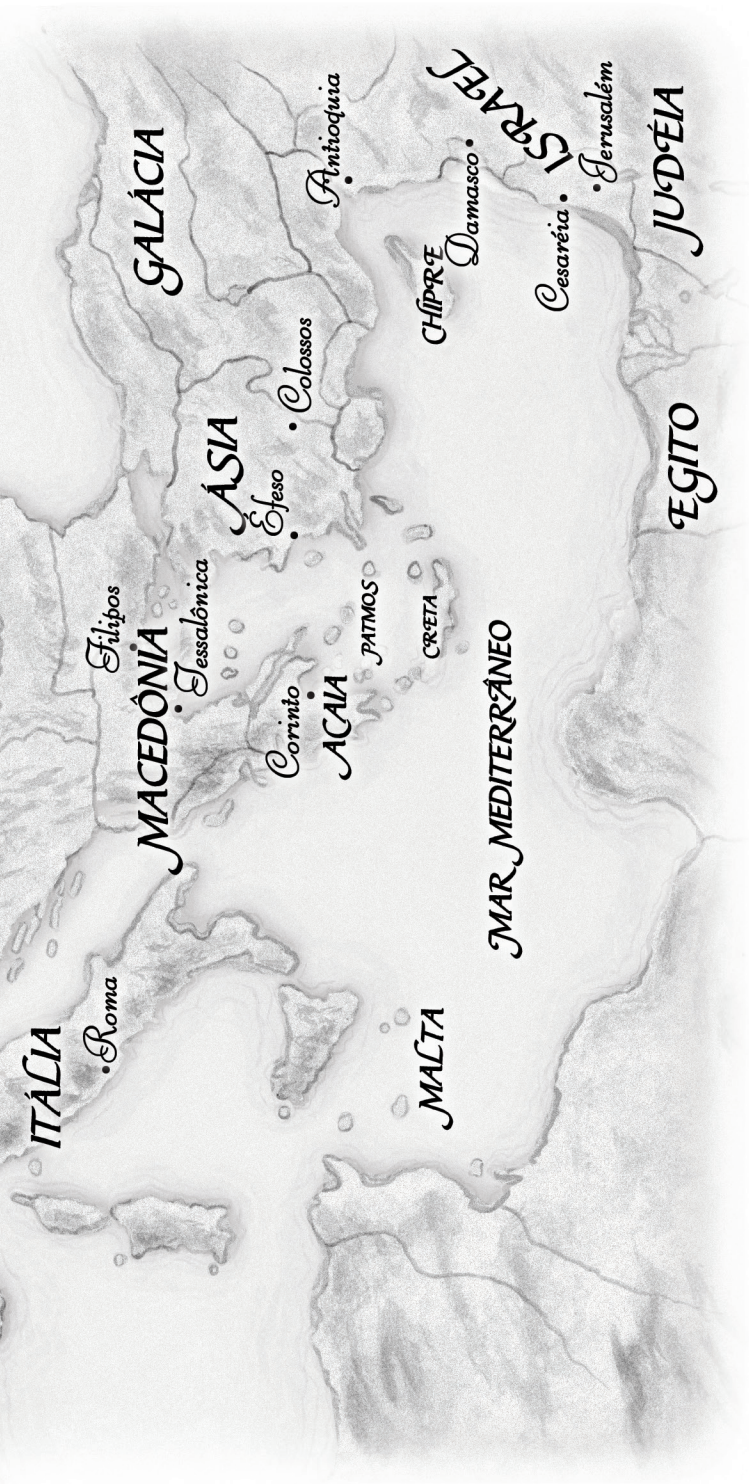 ITÁLIA
Roma
MACEDÔNIA
Filipos
Tessalônica
GALÁCIA
ÁSIA
Éfeso
Colossos
Antioquia
Corinto
ACAIA
PATMOS
CRETA
CHIPRE
MALTA
MAR MEDITERRÂNEO
Damasco
ISRAEL
Cesaréia
Jerusalém
JUDÉIA
EGITO